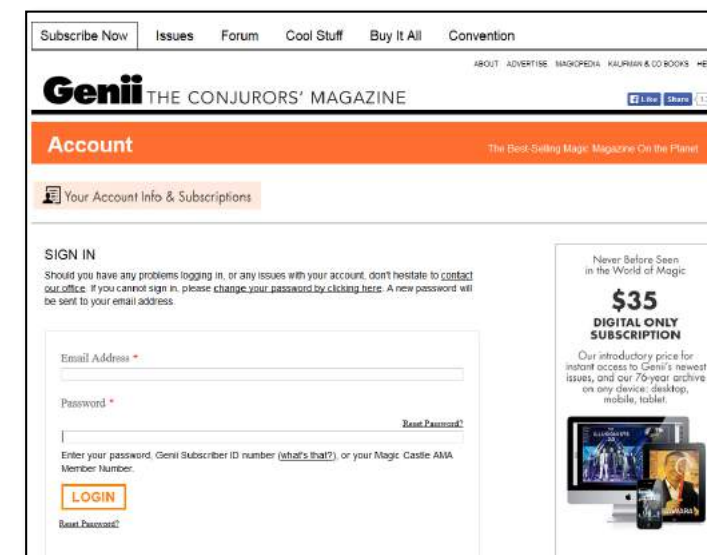 Subscribe Now Issues Forum Cool Stuff Buy It All Convention
ABOUT ADVERTISE MAGICPEDIA KAUFMAN & CO BOOKS
Genii THE CONJURORS' MAGAZINE
Like Share
Account
The Best-Selling Magic Magazine On the Planet
Your Account Info & Subscriptions
SIGN IN
Should you have any problems logging in, or any issues with your account, don't hesitate to contact
our office. If you cannot sign in, please change your password by clicking here. A new password will
be sent to your email address.
Email Address *
Password *
Reset Password?
Enter your password, Genii Subscriber ID number (what's that?), or your Magic Castle AMA
Member Number.
LOGIN
Reset Password?
Never Before Seen
in the World of Magic
$35
DIGITAL ONLY
SUBSCRIPTION
Our introductory price for
instant access to Genii's newest
issues, and our 76-year archive
on any device: desktop,
mobile, tablet.